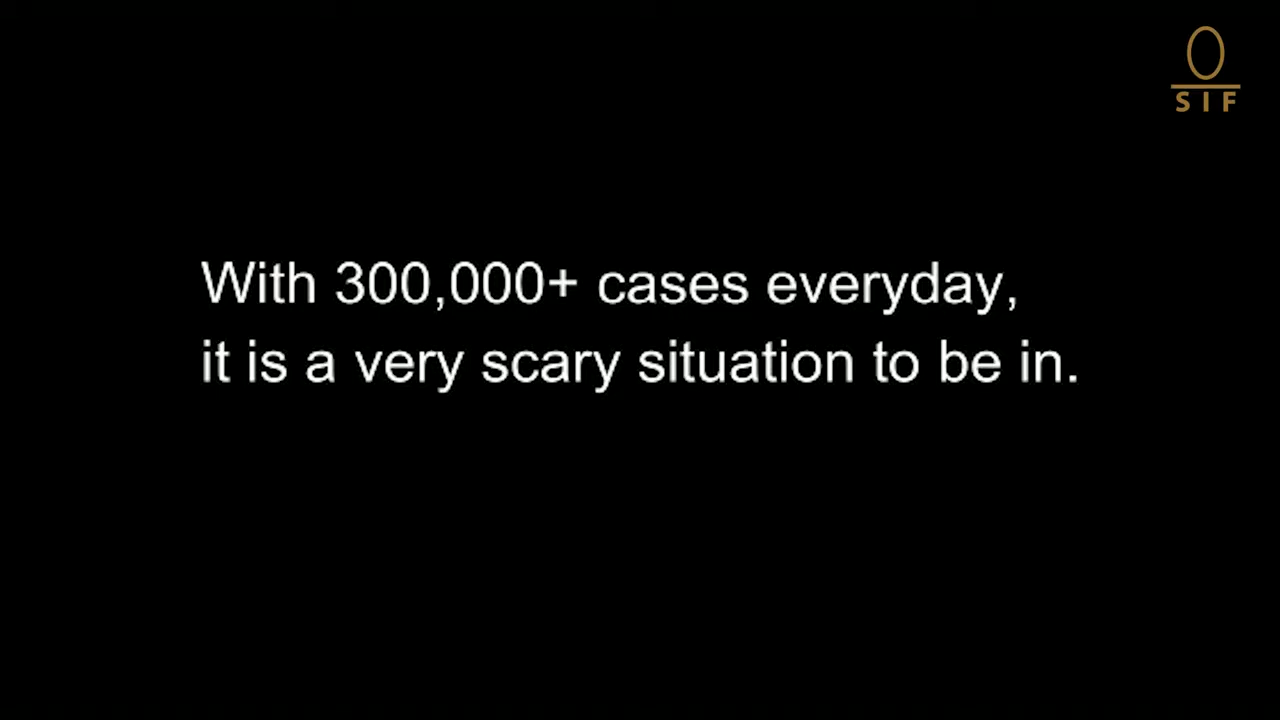 SIF
With 300,000+ cases everyday,
it is a very scary situation to be in.